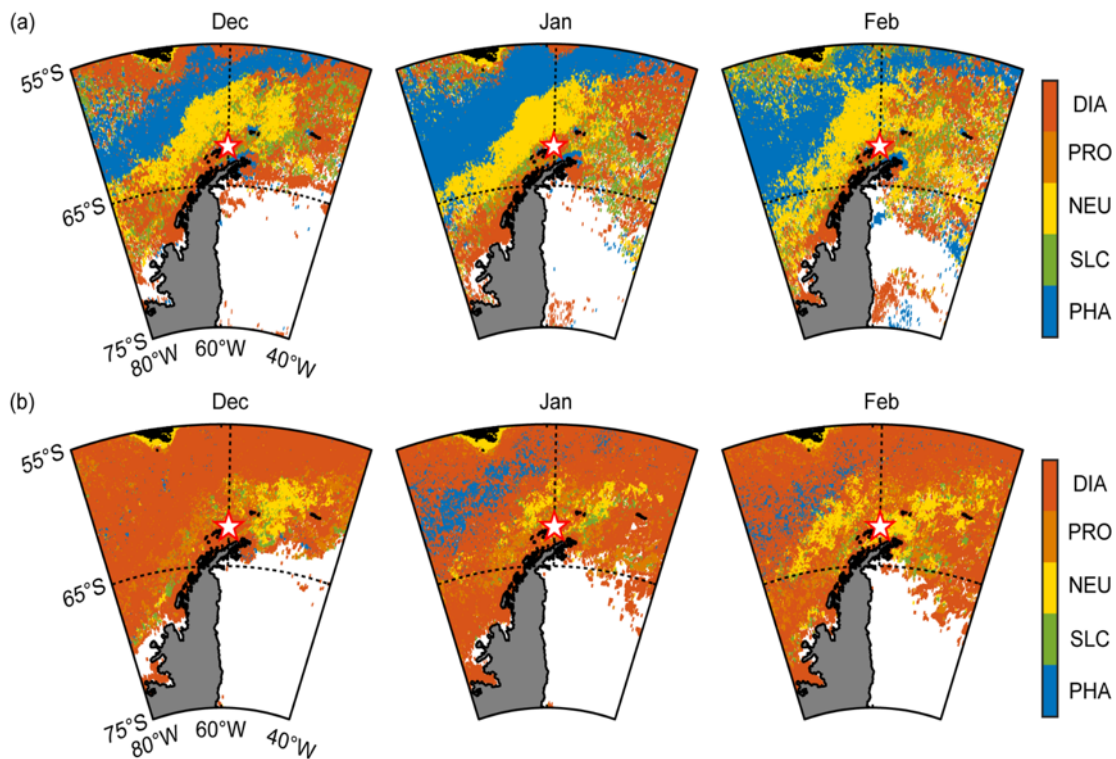 (a)
Dec
Jan
Feb
55°S
65°S
75°S
80°W
60°W
40°W
DIA
PRO
NEU
SLC
PHA
(b)
Dec
Jan
Feb
55°S
65°S
75°S
80°W
60°W
40°W
DIA
PRO
NEU
SLC
PHA